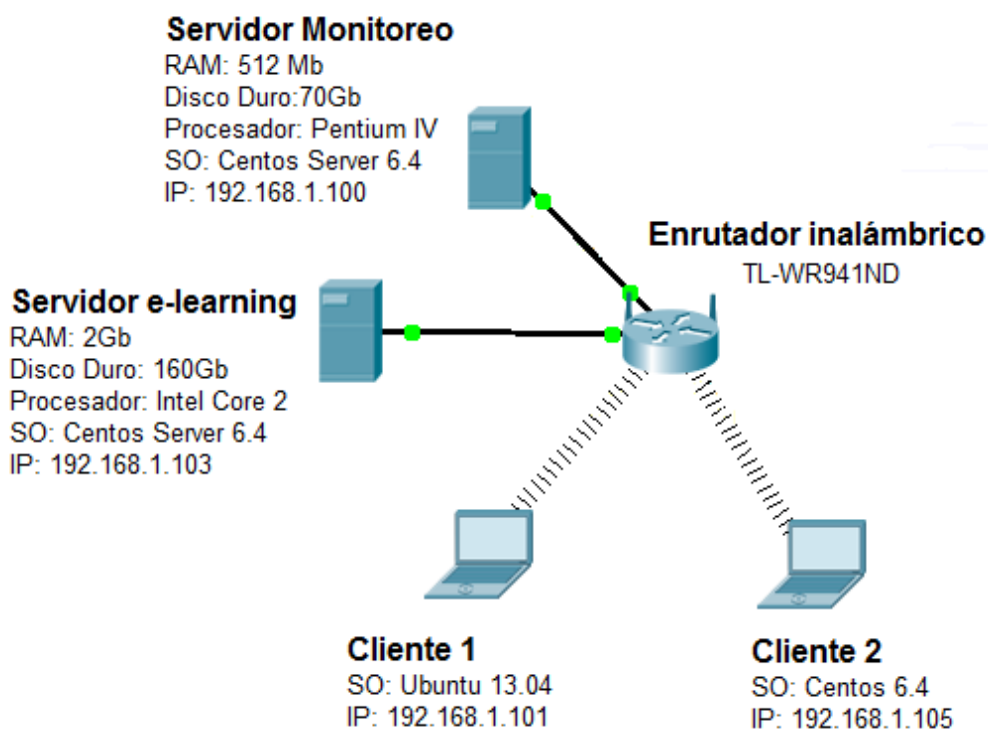 Servidor Monitoreo
RAM: 512 Mb
Disco Duro:70Gb
Procesador: Pentium IV
SO: Centos Server 6.4
IP: 192.168.1.100
Enrutador inalámbrico
TL-WR941ND
Servidor e-learning
RAM: 2Gb
Disco Duro: 160Gb
Procesador: Intel Core 2
SO: Centos Server 6.4
IP: 192.168.1.103
Cliente 1
SO: Ubuntu 13.04
IP: 192.168.1.101
Cliente 2
SO: Centos 6.4
IP: 192.168.1.105